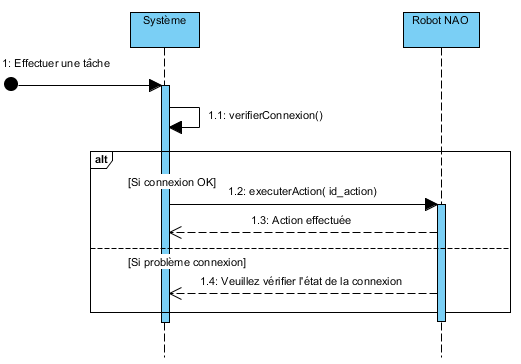 Système
Robot NAO
1: Effectuer une tâche
1.1: verifierConnexion()
alt
[Si connexion OK]
1.2: executerAction( id_action)
1.3: Action effectuée
[Si problème connexion]
1.4: Veuillez vérifier l'état de la connexion